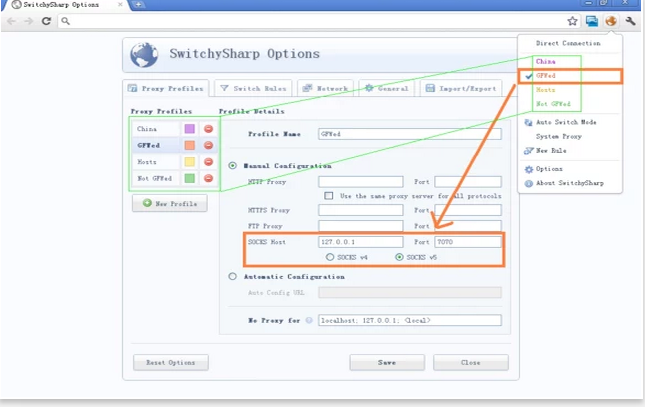 SwitchySharp Options
SwitchySharp Options
Direct Connection
China
GFWed
Hosts
Not GFWed
Auto Switch Mode
System Proxy
New Rule
Options
About SwitchySharp
Proxy Profiles
Switch Rules
Network
General
Import/Export
Proxy Profiles
China
GFWed
Hosts
Not GFWed
New Profile
Profile Details
Profile Name GFWed
Manual Configuration
HTTP Proxy Port
Use the same proxy server for all protocols
HTTPS Proxy Port
FTP Proxy Port
SOCKS Host 127.0.0.1 Port 7070
SOCKS v4 SOCKS v5
Automatic Configuration
Auto Config URL
No Proxy for localhost; 127.0.0.1; <local>
Reset Options Save Close